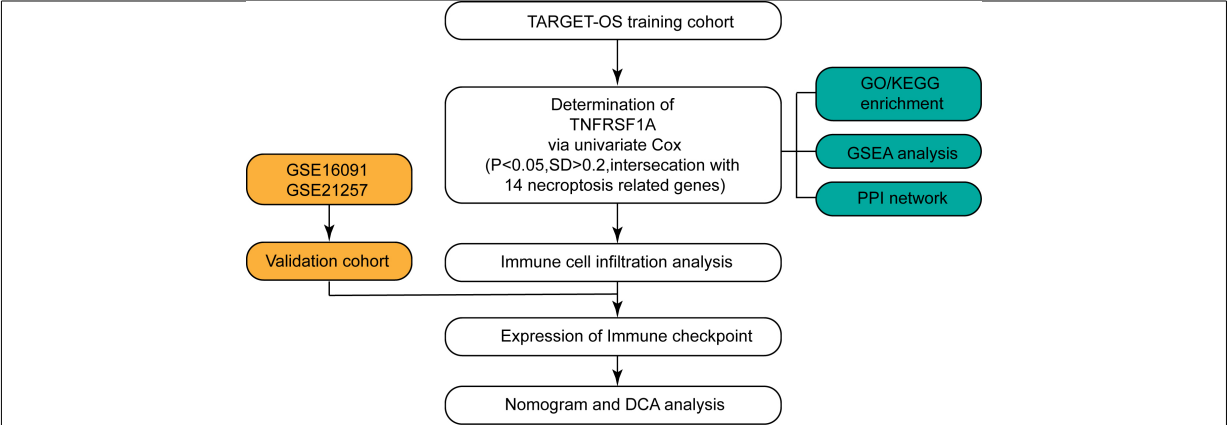 TARGET-OS training cohort
Determination of
TNFRSF1A
via univariate Cox
(P<0.05,SD>0.2,intersecation with
14 necroptosis related genes)
GO/KEGG
enrichment
GSEA analysis
PPI network
GSE16091
GSE21257
Validation cohort
Immune cell infiltration analysis
Expression of Immune checkpoint
Nomogram and DCA analysis